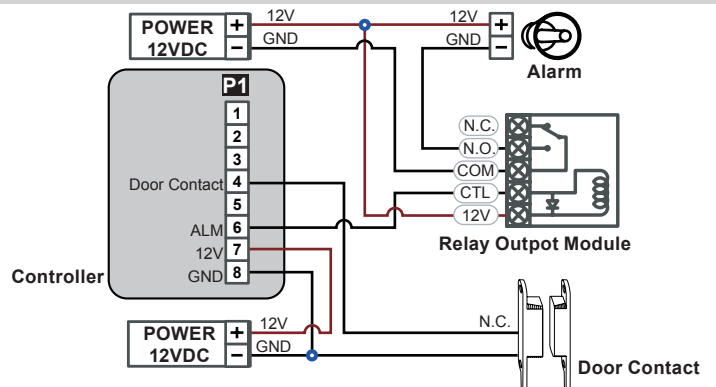 POWER + 12V 12V +
12VDC − GND GND −
Alarm
P1
1
2
3
Door Contact 4
5
ALM 6
12V 7
GND 8
Controller
N.C.
N.O.
COM
CTL
12V
Relay Outpot Module
POWER + 12V
12VDC − GND
N.C.
Door Contact